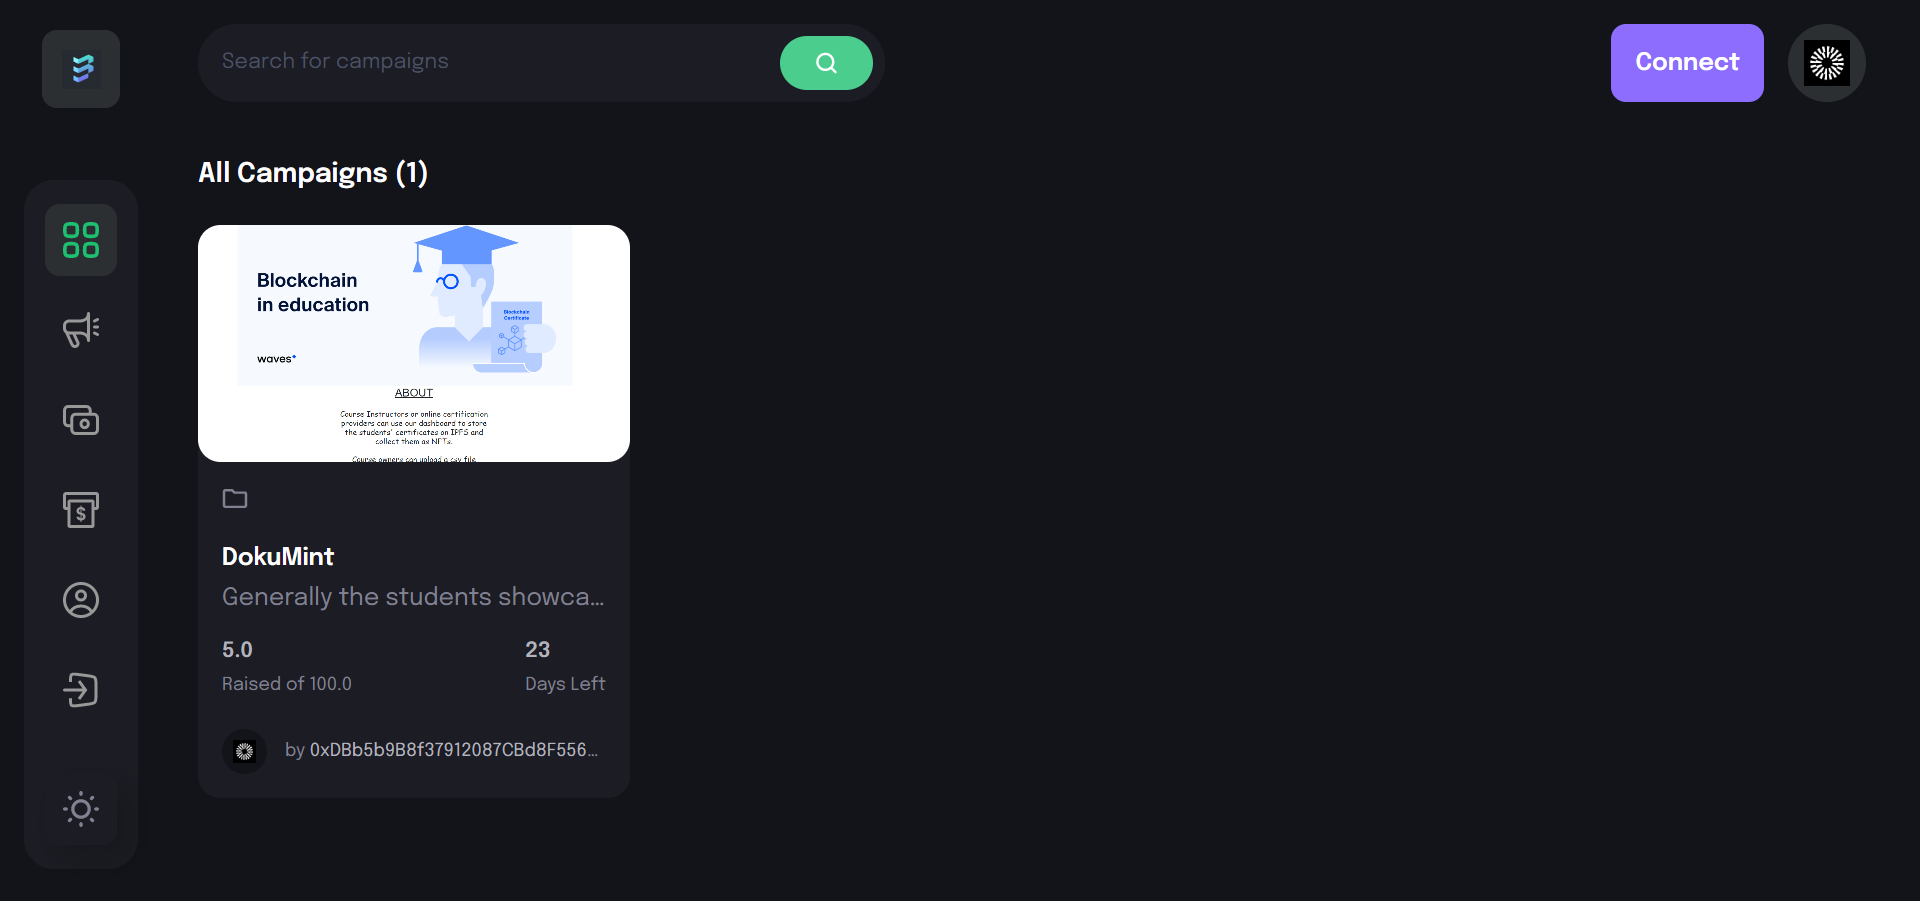 Search for campaigns
Connect
All Campaigns (1)
Blockchain
in education
Blockchain
Certificate
waves
ABOUT
Course Instructors or online certification
providers can use our dashboard to store
the students' certificates on IPFS and
collect them as NFTs.
Course owners can upload a csv file
DokuMint
Generally the students showca...
5.0
23
Raised of 100.0
Days Left
by 0xDBb5b9B8f37912087CBd8F556...